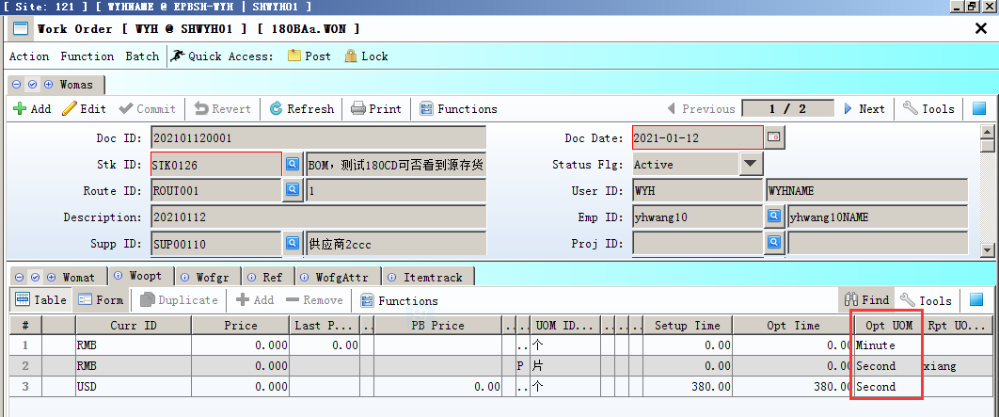 [ Site: 121 ] [ WYHNAME @ EPBSH-WYH | SHWYH01 ]
Work Order [ WYH @ SHWYH01 ] [ 180BAa.WON ]
Action Function Batch Quick Access: Post Lock
Womas
Add Edit Commit Revert Refresh Print Functions Previous 1 / 2 Next Tools
Doc ID: 202101120001 Doc Date: 2021-01-12
Stk ID: STK0126 BOM，测试180CD可否看到源存货 Status Flg: Active
Route ID: ROUT001 1 User ID: WYH WYHNAME
Description: 20210112 Emp ID: yhwang10 yhwang10NAME
Supp ID: SUP00110 供应商2ccc Proj ID:
Womat Woopt Wofgr Ref WofgAttr Itemtrack
Table Form Duplicate Add Remove Functions Find Tools
# Curr ID Price Last P... .. PB Price .. .. UOM ID... .. .. .. Setup Time Opt Time Opt UOM Rpt UO...
1 RMB 0.000 0.00 .. 个 0.00 0.00 Minute
2 RMB 0.000 P 片 0.00 0.00 Second xiang
3 USD 0.000 0.00 .. 个 380.00 380.00 Second